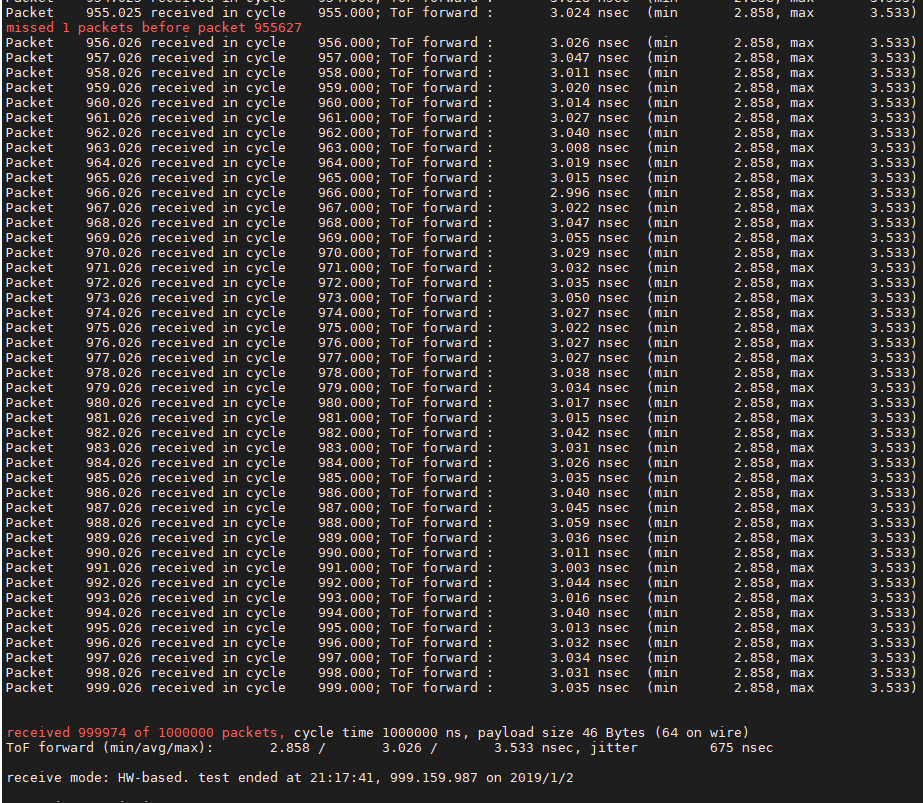 Packet 955.025 received in cycle 955.000; ToF forward : 3.024 nsec (min 2.858, max 3.533)
missed 1 packets before packet 955627
Packet 956.026 received in cycle 956.000; ToF forward : 3.026 nsec (min 2.858, max 3.533)
Packet 957.026 received in cycle 957.000; ToF forward : 3.047 nsec (min 2.858, max 3.533)
Packet 958.026 received in cycle 958.000; ToF forward : 3.011 nsec (min 2.858, max 3.533)
Packet 959.026 received in cycle 959.000; ToF forward : 3.020 nsec (min 2.858, max 3.533)
Packet 960.026 received in cycle 960.000; ToF forward : 3.014 nsec (min 2.858, max 3.533)
Packet 961.026 received in cycle 961.000; ToF forward : 3.027 nsec (min 2.858, max 3.533)
Packet 962.026 received in cycle 962.000; ToF forward : 3.040 nsec (min 2.858, max 3.533)
Packet 963.026 received in cycle 963.000; ToF forward : 3.008 nsec (min 2.858, max 3.533)
Packet 964.026 received in cycle 964.000; ToF forward : 3.019 nsec (min 2.858, max 3.533)
Packet 965.026 received in cycle 965.000; ToF forward : 3.015 nsec (min 2.858, max 3.533)
Packet 966.026 received in cycle 966.000; ToF forward : 2.996 nsec (min 2.858, max 3.533)
Packet 967.026 received in cycle 967.000; ToF forward : 3.022 nsec (min 2.858, max 3.533)
Packet 968.026 received in cycle 968.000; ToF forward : 3.047 nsec (min 2.858, max 3.533)
Packet 969.026 received in cycle 969.000; ToF forward : 3.055 nsec (min 2.858, max 3.533)
Packet 970.026 received in cycle 970.000; ToF forward : 3.029 nsec (min 2.858, max 3.533)
Packet 971.026 received in cycle 971.000; ToF forward : 3.032 nsec (min 2.858, max 3.533)
Packet 972.026 received in cycle 972.000; ToF forward : 3.035 nsec (min 2.858, max 3.533)
Packet 973.026 received in cycle 973.000; ToF forward : 3.050 nsec (min 2.858, max 3.533)
Packet 974.026 received in cycle 974.000; ToF forward : 3.027 nsec (min 2.858, max 3.533)
Packet 975.026 received in cycle 975.000; ToF forward : 3.022 nsec (min 2.858, max 3.533)
Packet 976.026 received in cycle 976.000; ToF forward : 3.027 nsec (min 2.858, max 3.533)
Packet 977.026 received in cycle 977.000; ToF forward : 3.027 nsec (min 2.858, max 3.533)
Packet 978.026 received in cycle 978.000; ToF forward : 3.038 nsec (min 2.858, max 3.533)
Packet 979.026 received in cycle 979.000; ToF forward : 3.034 nsec (min 2.858, max 3.533)
Packet 980.026 received in cycle 980.000; ToF forward : 3.017 nsec (min 2.858, max 3.533)
Packet 981.026 received in cycle 981.000; ToF forward : 3.015 nsec (min 2.858, max 3.533)
Packet 982.026 received in cycle 982.000; ToF forward : 3.042 nsec (min 2.858, max 3.533)
Packet 983.026 received in cycle 983.000; ToF forward : 3.031 nsec (min 2.858, max 3.533)
Packet 984.026 received in cycle 984.000; ToF forward : 3.026 nsec (min 2.858, max 3.533)
Packet 985.026 received in cycle 985.000; ToF forward : 3.035 nsec (min 2.858, max 3.533)
Packet 986.026 received in cycle 986.000; ToF forward : 3.040 nsec (min 2.858, max 3.533)
Packet 987.026 received in cycle 987.000; ToF forward : 3.045 nsec (min 2.858, max 3.533)
Packet 988.026 received in cycle 988.000; ToF forward : 3.059 nsec (min 2.858, max 3.533)
Packet 989.026 received in cycle 989.000; ToF forward : 3.036 nsec (min 2.858, max 3.533)
Packet 990.026 received in cycle 990.000; ToF forward : 3.011 nsec (min 2.858, max 3.533)
Packet 991.026 received in cycle 991.000; ToF forward : 3.003 nsec (min 2.858, max 3.533)
Packet 992.026 received in cycle 992.000; ToF forward : 3.044 nsec (min 2.858, max 3.533)
Packet 993.026 received in cycle 993.000; ToF forward : 3.016 nsec (min 2.858, max 3.533)
Packet 994.026 received in cycle 994.000; ToF forward : 3.040 nsec (min 2.858, max 3.533)
Packet 995.026 received in cycle 995.000; ToF forward : 3.013 nsec (min 2.858, max 3.533)
Packet 996.026 received in cycle 996.000; ToF forward : 3.032 nsec (min 2.858, max 3.533)
Packet 997.026 received in cycle 997.000; ToF forward : 3.034 nsec (min 2.858, max 3.533)
Packet 998.026 received in cycle 998.000; ToF forward : 3.031 nsec (min 2.858, max 3.533)
Packet 999.026 received in cycle 999.000; ToF forward : 3.035 nsec (min 2.858, max 3.533)
received 999974 of 1000000 packets, cycle time 1000000 ns, payload size 46 Bytes (64 on wire)
ToF forward (min/avg/max): 2.858 / 3.026 / 3.533 nsec, jitter 675 nsec
receive mode: HW-based. test ended at 21:17:41, 999.159.987 on 2019/1/2